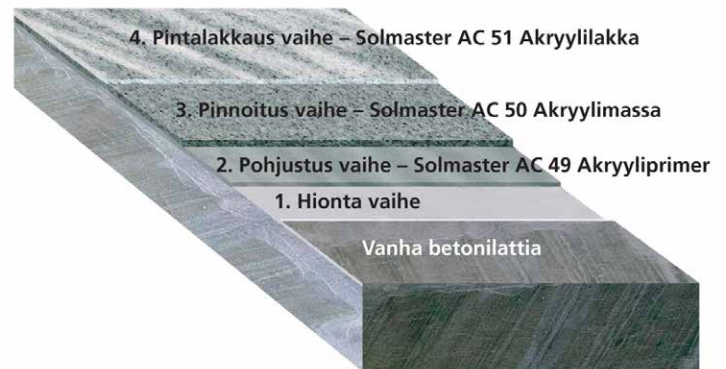 4. Pintalakkaus vaihe – Solmaster AC 51 Akryylilakka
3. Pinnoitus vaihe – Solmaster AC 50 Akryylimassa
2. Pohjustus vaihe – Solmaster AC 49 Akryyliprimer
1. Hionta vaihe
Vanha betonilattia